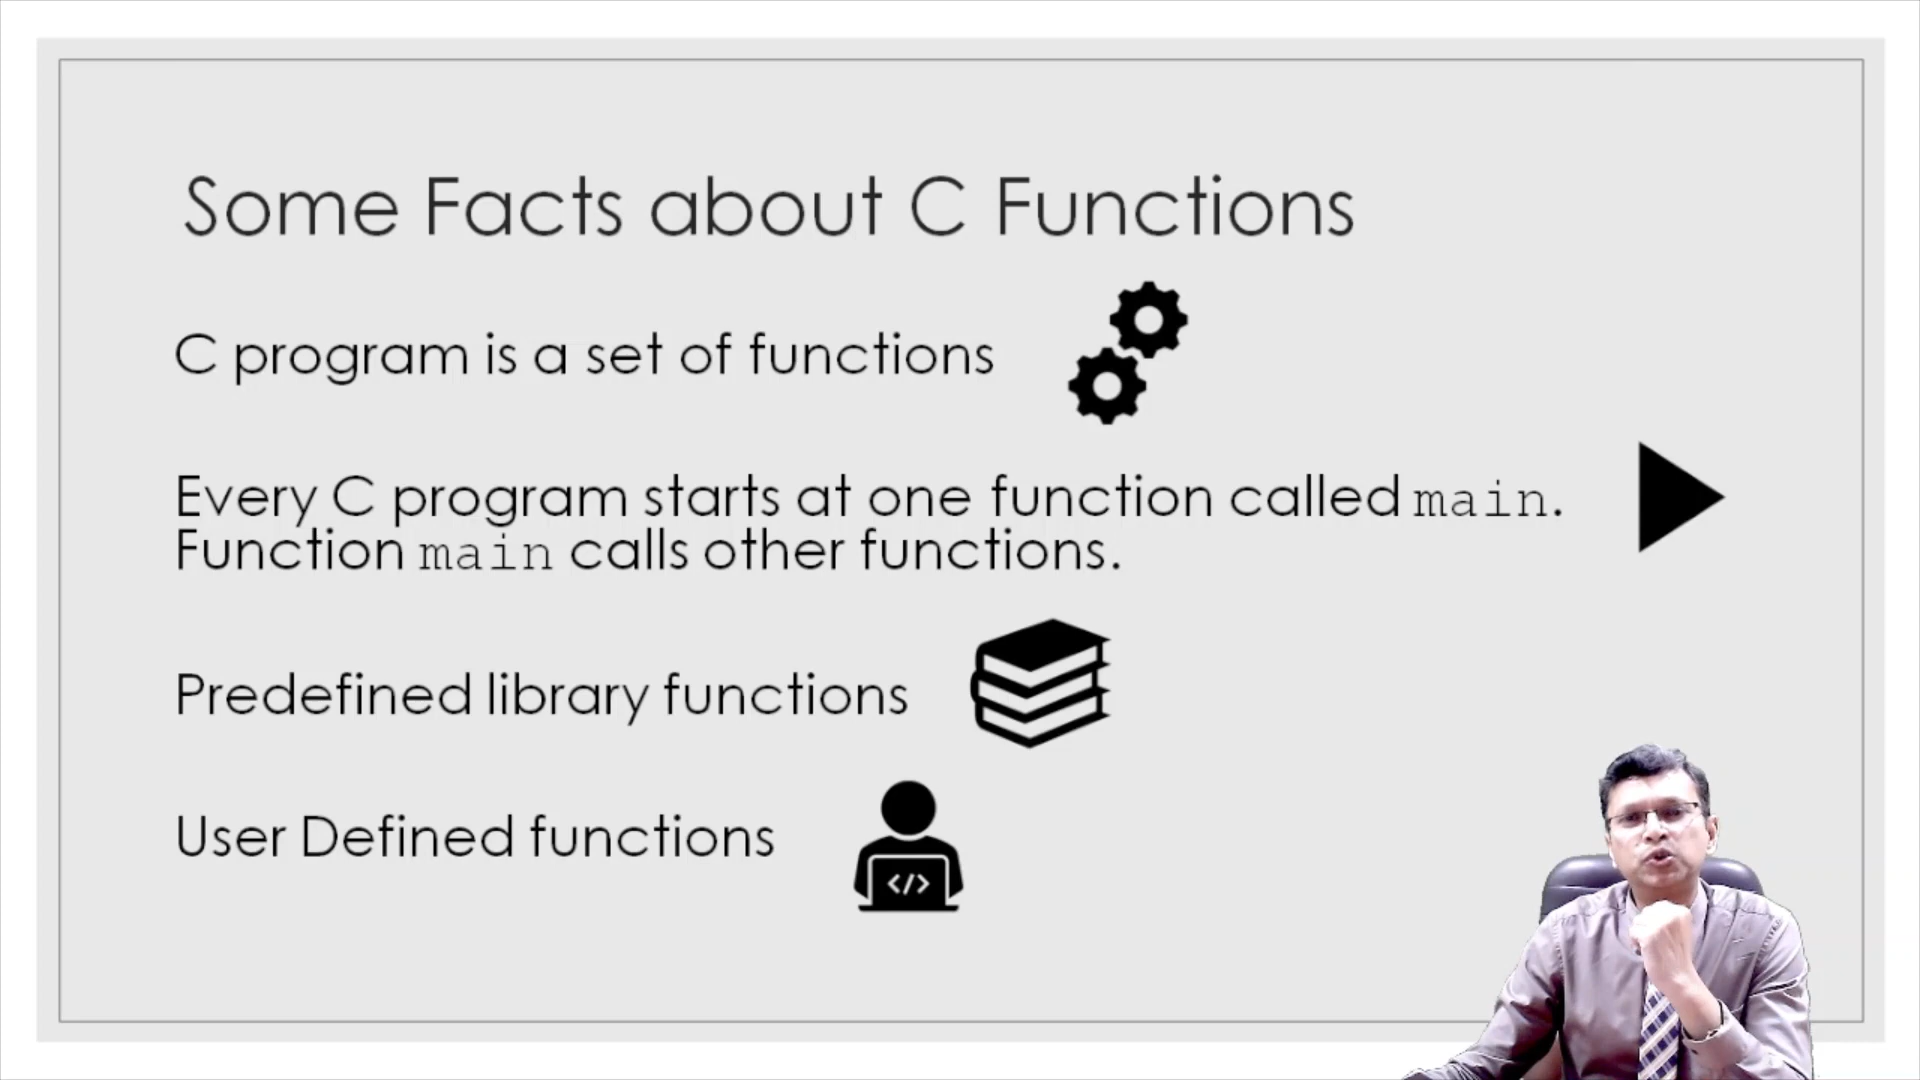 Some Facts about C Functions
C program is a set of functions
Every C program starts at one function called main.
Function main calls other functions.
Predefined library functions
User Defined functions
</>